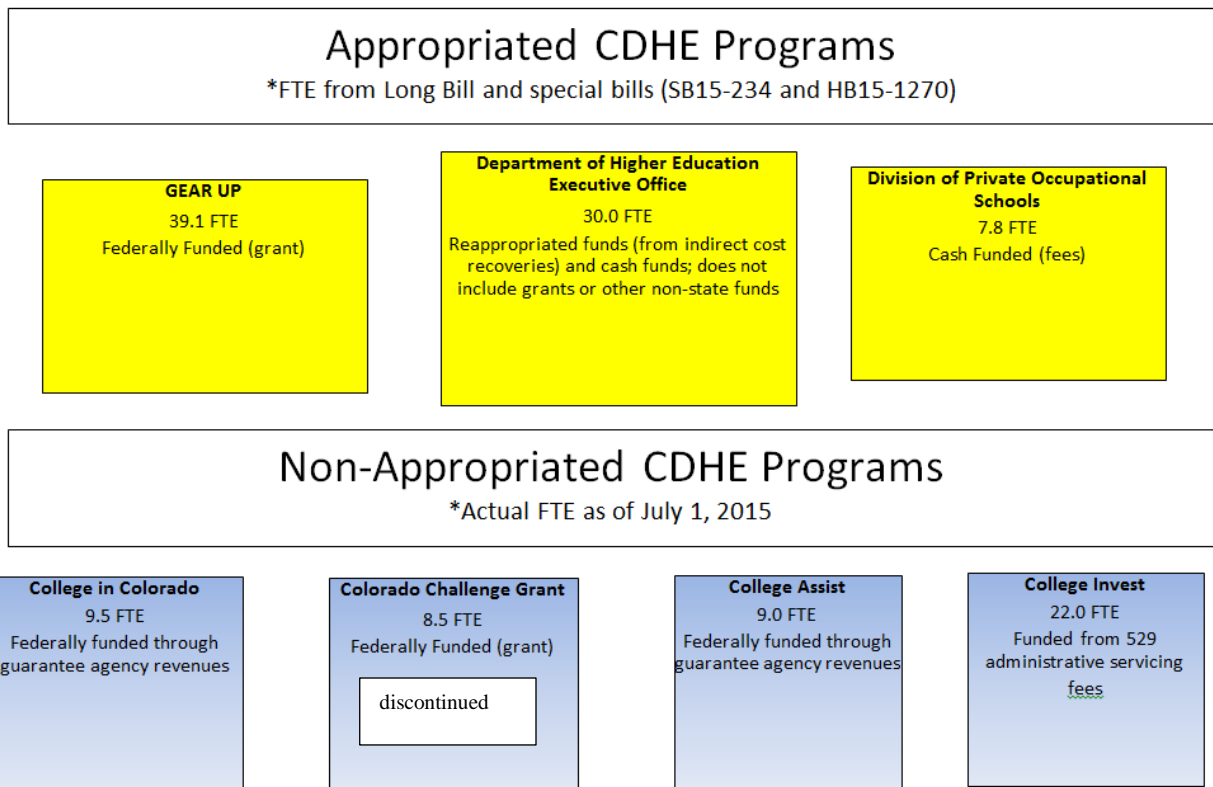 Appropriated CDHE Programs
*FTE from Long Bill and special bills (SB15-234 and HB15-1270)
GEAR UP
39.1 FTE
Federally Funded (grant)
Department of Higher Education
Executive Office
30.0 FTE
Reappropriated funds (from indirect cost
recoveries) and cash funds; does not
include grants or other non-state funds
Division of Private Occupational
Schools
7.8 FTE
Cash Funded (fees)
Non-Appropriated CDHE Programs
*Actual FTE as of July 1, 2015
College in Colorado
9.5 FTE
Federally funded through
guarantee agency revenues
Colorado Challenge Grant
8.5 FTE
Federally Funded (grant)
discontinued
College Assist
9.0 FTE
Federally funded through
guarantee agency revenues
College Invest
22.0 FTE
Funded from 529
administrative servicing
fees